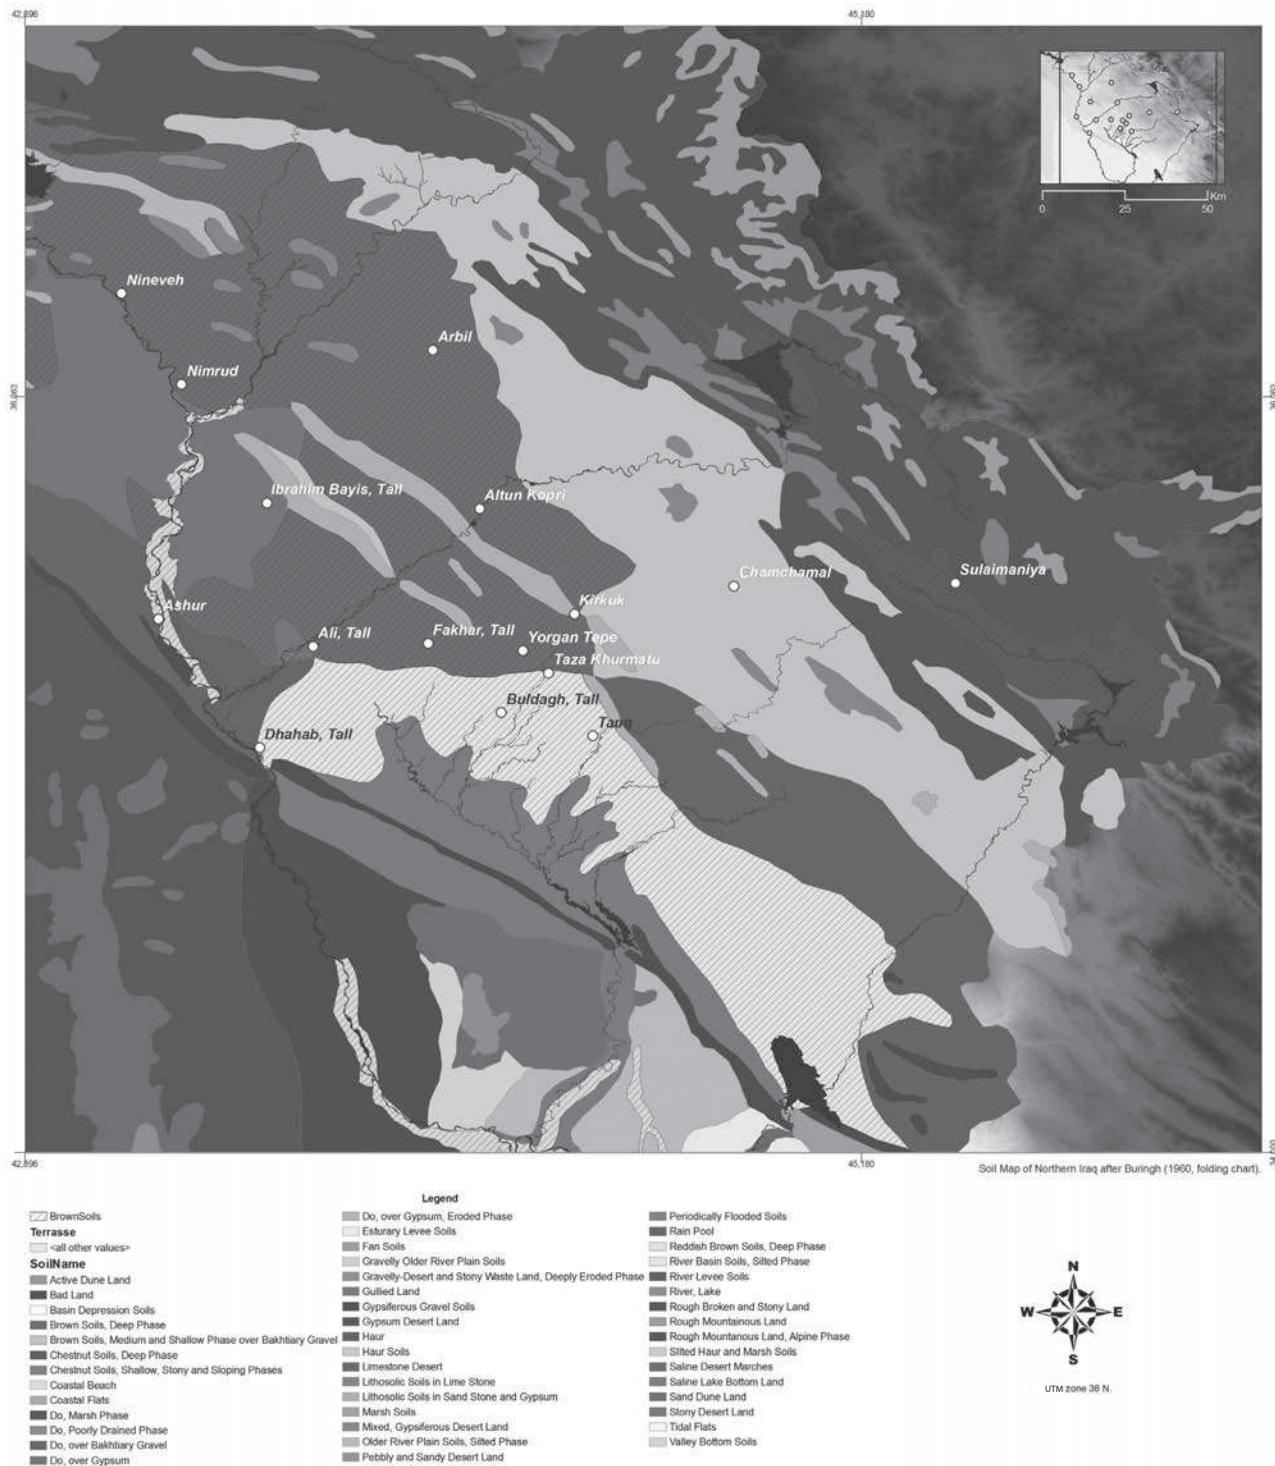 42,896
45,180
Km
0
25
50
Nineveh
Arbil
Nimrud
36,063
36,063
Ibrahim Bayis, Tall
Altun Kopri
Chamchamal
Sulaimaniya
Ashur
Kirkuk
Ali, Tall
Fakhar, Tall
Yorgan Tepe
Taza Khurmatu
Buldagh, Tall
Tauq
Dhahab, Tall
42,896
45,180
Soil Map of Northern Iraq after Buringh (1960, folding chart).
Legend
BrownSoils
Terrasse
<all other values>
SoilName
Active Dune Land
Bad Land
Basin Depression Soils
Brown Soils, Deep Phase
Brown Soils, Medium and Shallow Phase over Bakhtiary Gravel
Chestnut Soils, Deep Phase
Chestnut Soils, Shallow, Stony and Sloping Phases
Coastal Beach
Coastal Flats
Do, Marsh Phase
Do, Poorly Drained Phase
Do, over Bakhtiary Gravel
Do, over Gypsum
Do, over Gypsum, Eroded Phase
Esturary Levee Soils
Fan Soils
Gravelly Older River Plain Soils
Gravelly-Desert and Stony Waste Land, Deeply Eroded Phase
Gullied Land
Gypsiferous Gravel Soils
Gypsum Desert Land
Haur
Haur Soils
Limestone Desert
Lithosolic Soils in Lime Stone
Lithosolic Soils in Sand Stone and Gypsum
Marsh Soils
Mixed, Gypsiferous Desert Land
Older River Plain Soils, Silted Phase
Pebbly and Sandy Desert Land
Periodically Flooded Soils
Rain Pool
Reddish Brown Soils, Deep Phase
River Basin Soils, Silted Phase
River Levee Soils
River, Lake
Rough Broken and Stony Land
Rough Mountainous Land
Rough Mountanous Land, Alpine Phase
Silted Haur and Marsh Soils
Saline Desert Marches
Saline Lake Bottom Land
Sand Dune Land
Stony Desert Land
Tidal Flats
Valley Bottom Soils
N
W
E
S
UTM zone 38 N.